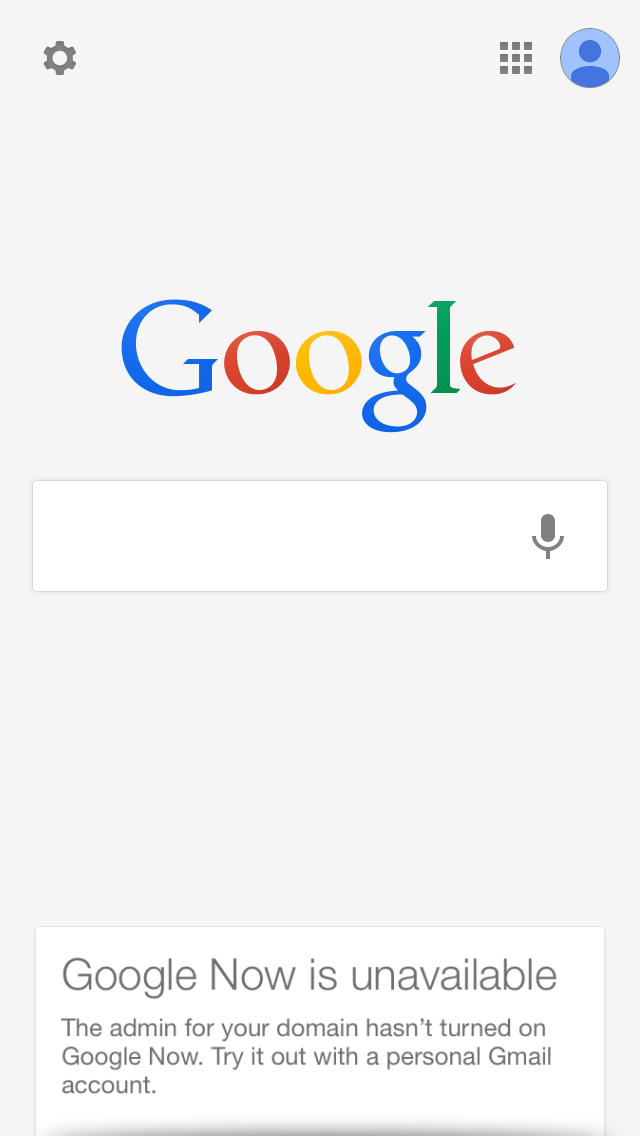 Google
Google Now is unavailable
The admin for your domain hasn’t turned on
Google Now. Try it out with a personal Gmail
account.